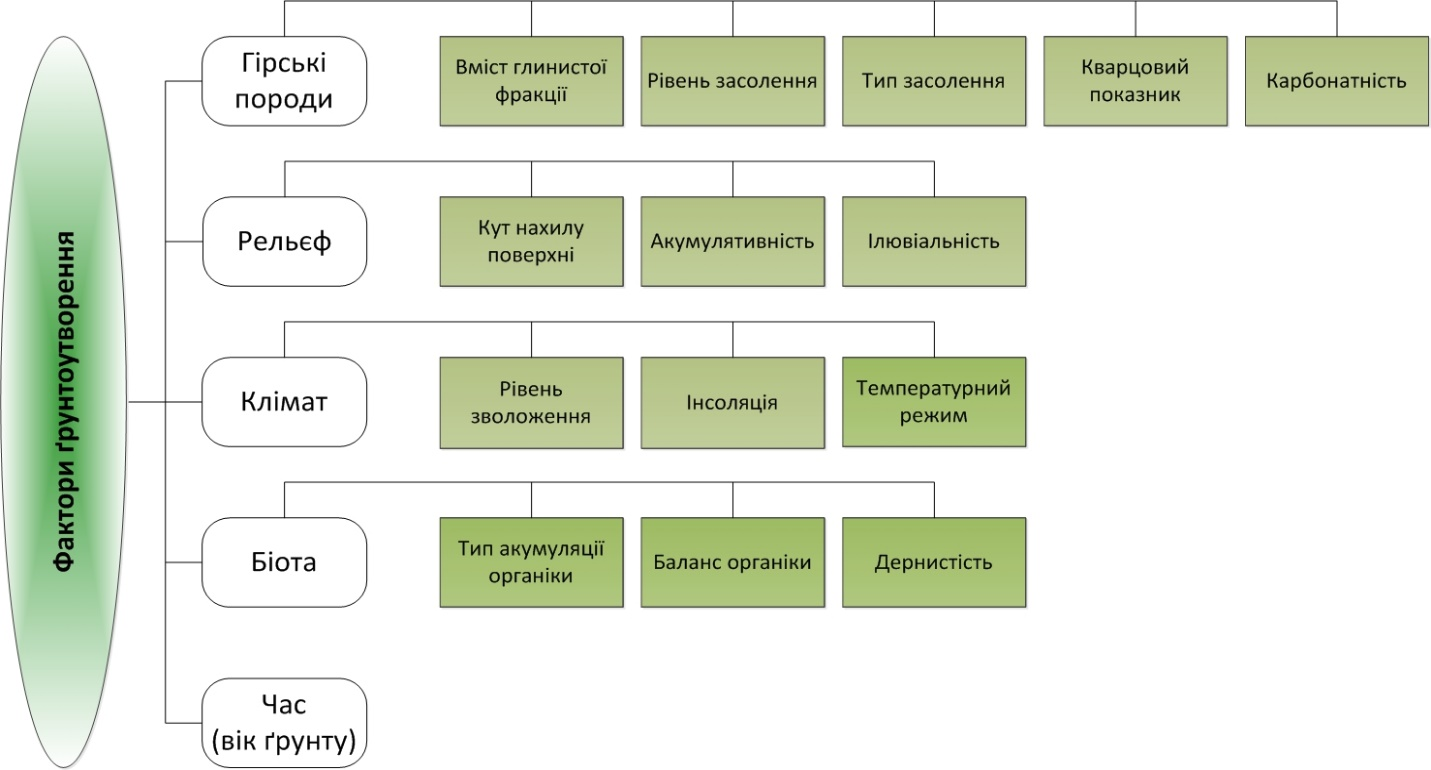 Фактори ґрунтоутворення
Гірські
породи
Вміст глинистої
фракції
Рівень засолення
Тип засолення
Кварцовий
показник
Карбонатність
Рельєф
Кут нахилу
поверхні
Акумулятивність
Ілювіальність
Клімат
Рівень
зволоження
Інсоляція
Температурний
режим
Біота
Тип акумуляції
органіки
Баланс органіки
Дернистість
Час
(вік ґрунту)